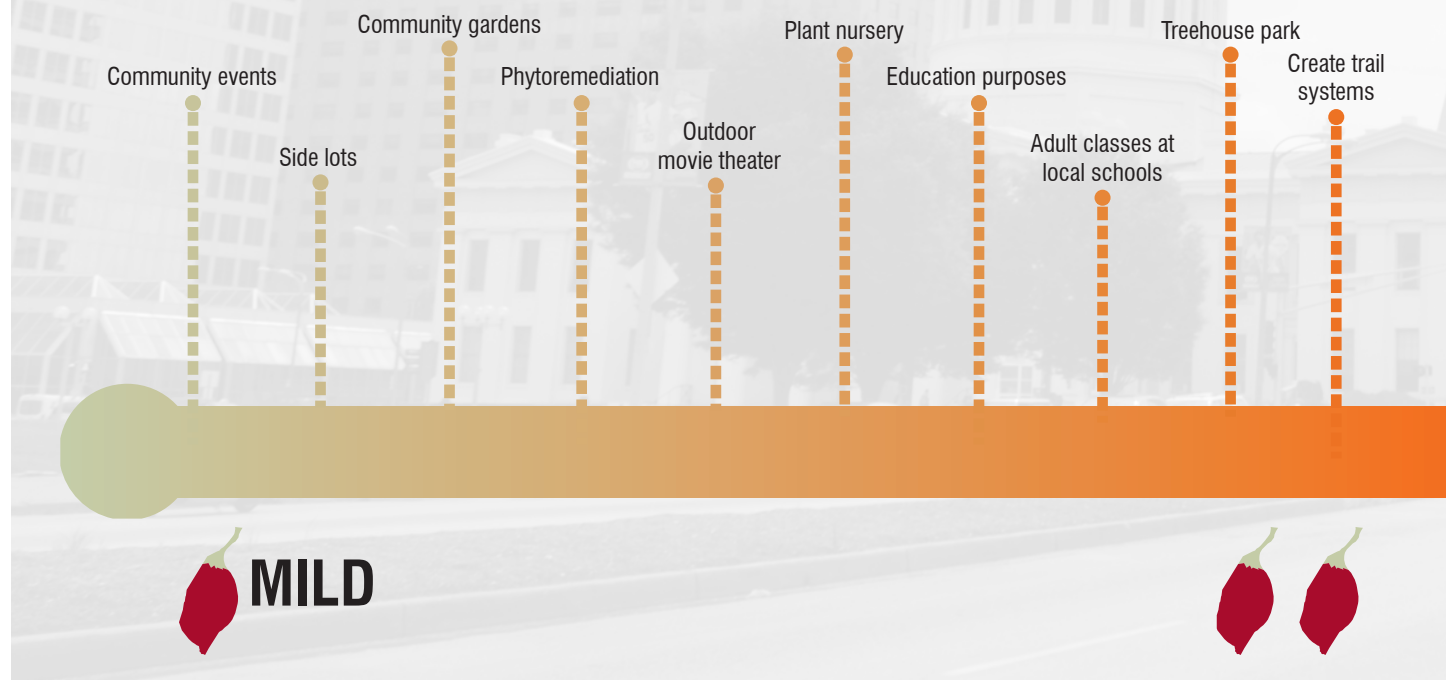 Community events
Side lots
Community gardens
Phytoremediation
Outdoor
movie theater
Plant nursery
Education purposes
Adult classes at
local schools
Treehouse park
Create trail
systems
MILD